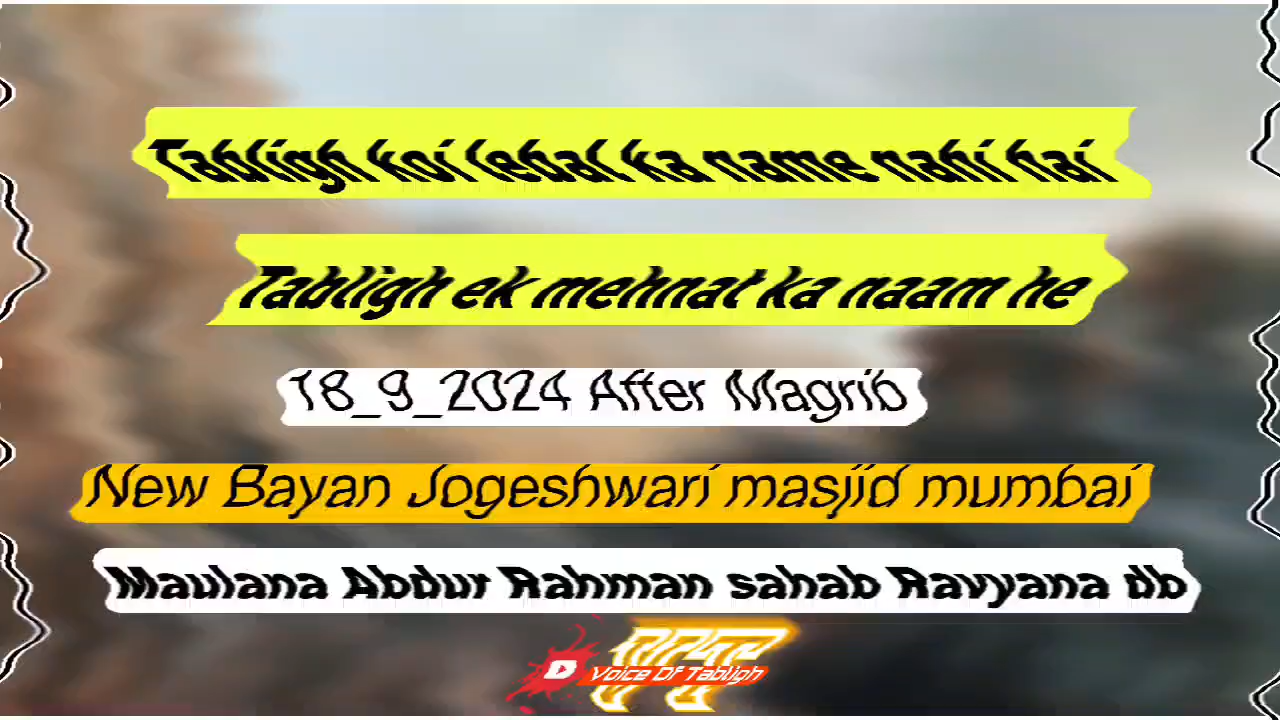 Tabligh koi lebal ka name nahi hai
Tabligh ek mehnat ka naam he
18_9_2024 After Magrib
New Bayan Jogeshwari masjid mumbai
Maulana Abdur Rahman sahab Ravyana db
Voice Of Tabligh